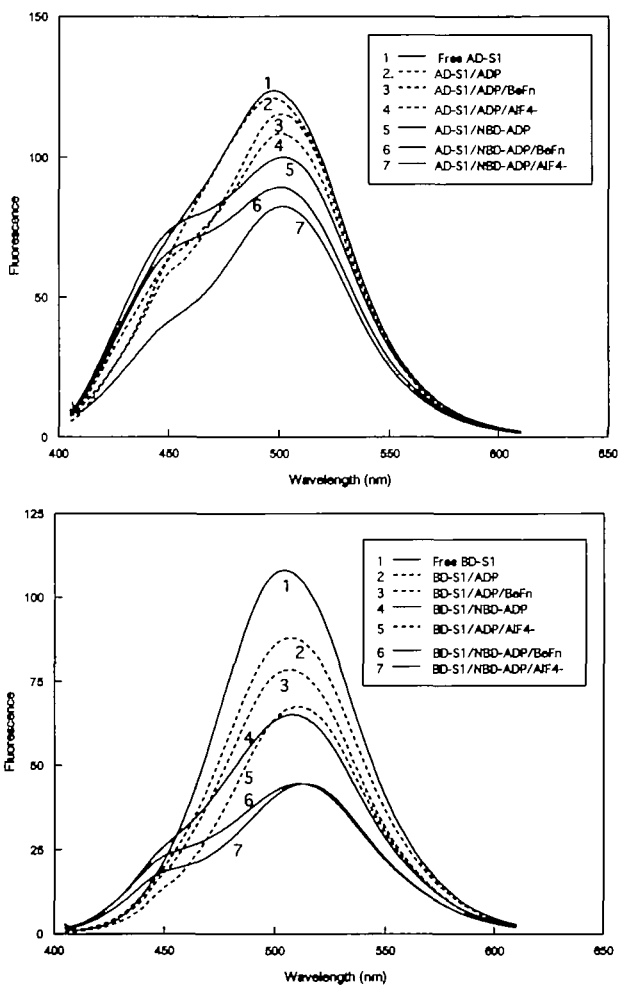 150
100
50
0
Fluorescence
400
450
500
550
600
650
Wavelength (nm)
1 Free AD-S1
2 AD-S1/ADP
3 AD-S1/ADP/BeFn
4 AD-S1/ADP/AlF4-
5 AD-S1/NBD-ADP
6 AD-S1/NBD-ADP/BeFn
7 AD-S1/NBD-ADP/AlF4-
1
2
3
4
5
6
7
125
100
75
50
25
0
Fluorescence
400
450
500
550
600
650
Wavelength (nm)
1 Free BD-S1
2 BD-S1/ADP
3 BD-S1/ADP/BeFn
4 BD-S1/NBD-ADP
5 BD-S1/ADP/AlF4-
6 BD-S1/NBD-ADP/BeFn
7 BD-S1/NBD-ADP/AlF4-
1
2
3
4
5
6
7